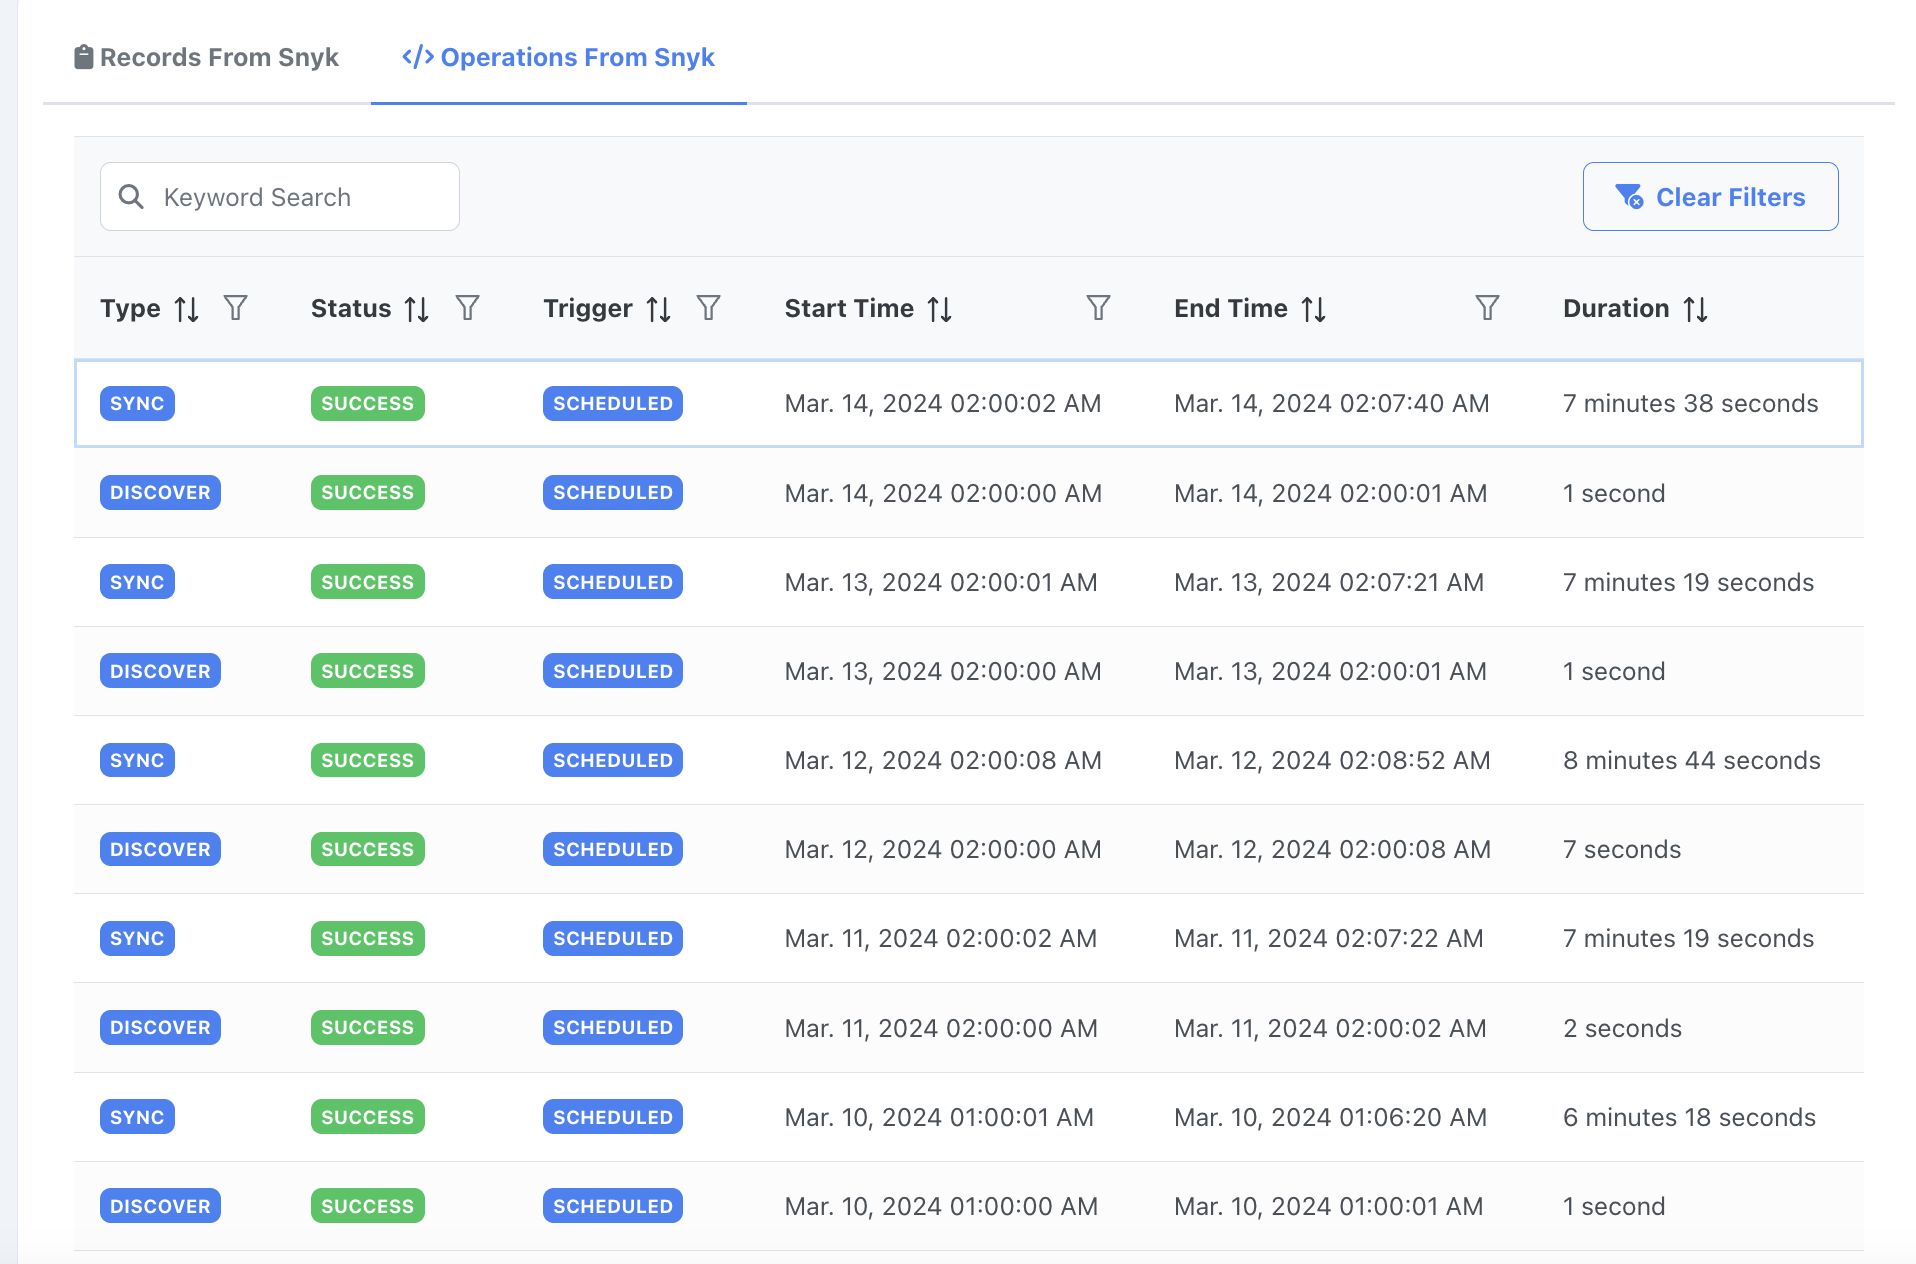 Records From Snyk </> Operations From Snyk
Keyword Search Clear Filters
Type Status Trigger Start Time End Time Duration
SYNC SUCCESS SCHEDULED Mar. 14, 2024 02:00:02 AM Mar. 14, 2024 02:07:40 AM 7 minutes 38 seconds
DISCOVER SUCCESS SCHEDULED Mar. 14, 2024 02:00:00 AM Mar. 14, 2024 02:00:01 AM 1 second
SYNC SUCCESS SCHEDULED Mar. 13, 2024 02:00:01 AM Mar. 13, 2024 02:07:21 AM 7 minutes 19 seconds
DISCOVER SUCCESS SCHEDULED Mar. 13, 2024 02:00:00 AM Mar. 13, 2024 02:00:01 AM 1 second
SYNC SUCCESS SCHEDULED Mar. 12, 2024 02:00:08 AM Mar. 12, 2024 02:08:52 AM 8 minutes 44 seconds
DISCOVER SUCCESS SCHEDULED Mar. 12, 2024 02:00:00 AM Mar. 12, 2024 02:00:08 AM 7 seconds
SYNC SUCCESS SCHEDULED Mar. 11, 2024 02:00:02 AM Mar. 11, 2024 02:07:22 AM 7 minutes 19 seconds
DISCOVER SUCCESS SCHEDULED Mar. 11, 2024 02:00:00 AM Mar. 11, 2024 02:00:02 AM 2 seconds
SYNC SUCCESS SCHEDULED Mar. 10, 2024 01:00:01 AM Mar. 10, 2024 01:06:20 AM 6 minutes 18 seconds
DISCOVER SUCCESS SCHEDULED Mar. 10, 2024 01:00:00 AM Mar. 10, 2024 01:00:01 AM 1 second